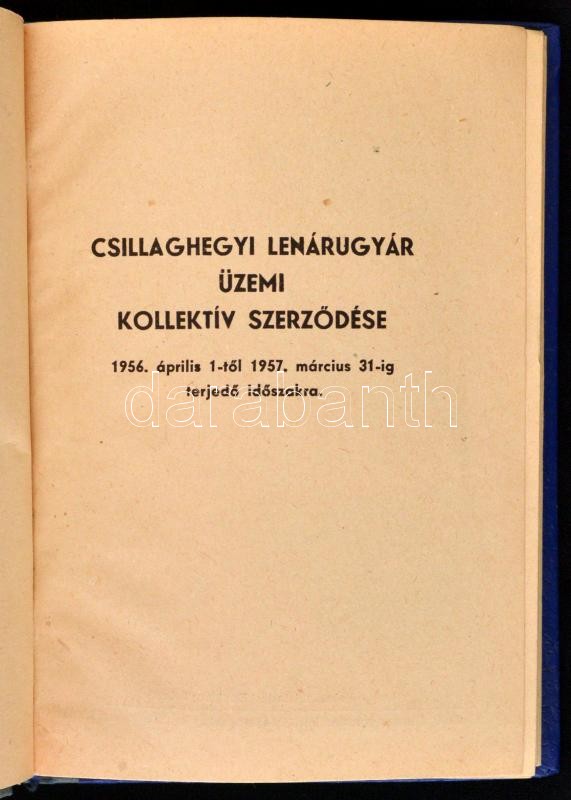 CSILLAGHEGYI LENÁRUGYÁR
ÜZEMI
KOLLEKTÍV SZERZŐDÉSE
1956. április 1-től 1957. március 31-ig
terjedő időszakra.
darabanth